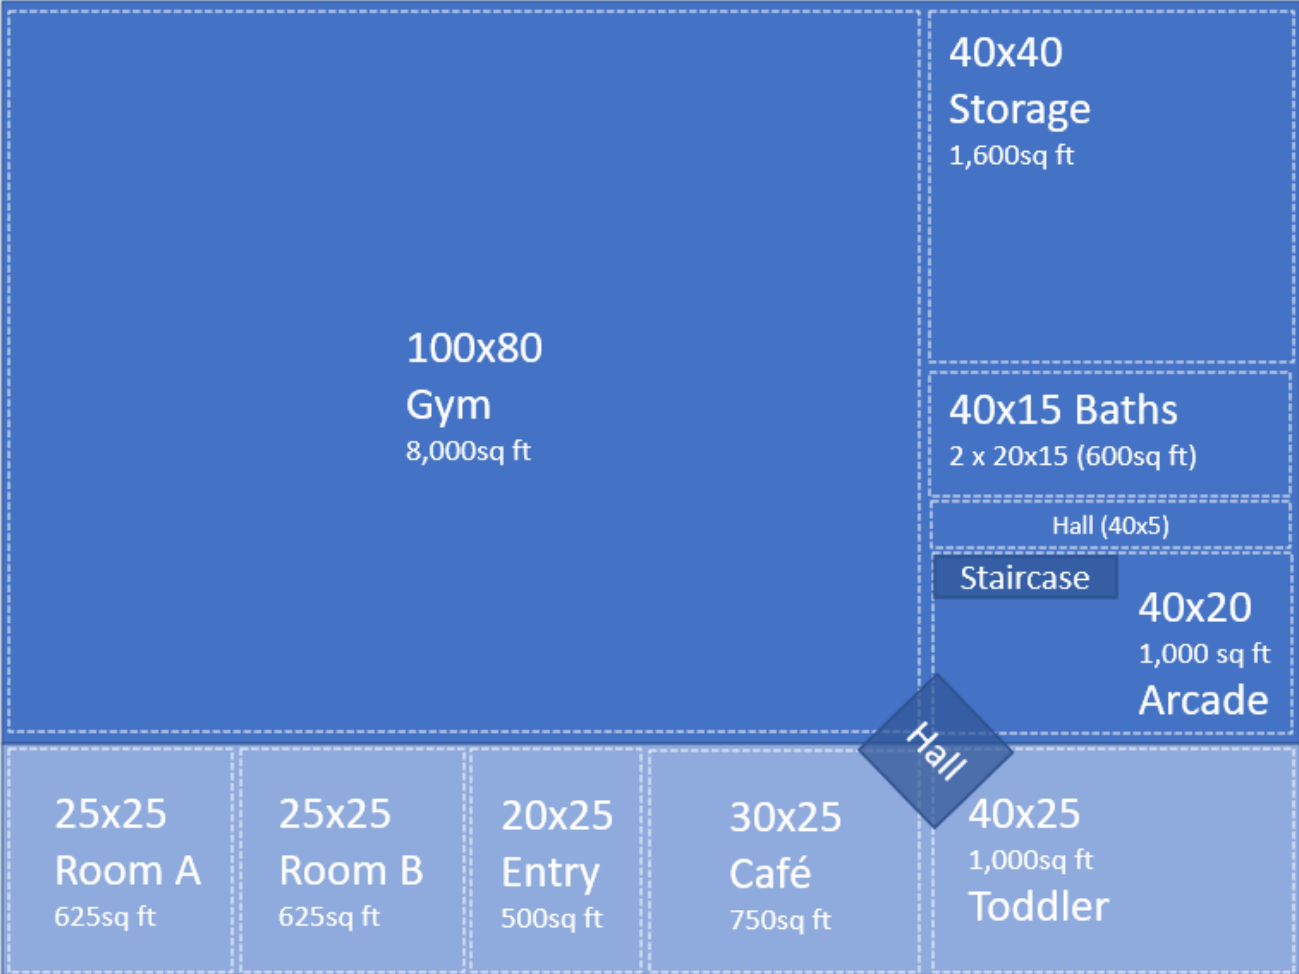 40x40
Storage
1,600sq ft
100x80
Gym
8,000sq ft
40x15 Baths
2 x 20x15 (600sq ft)
Hall (40x5)
Staircase
40x20
1,000 sq ft
Arcade
Hall
25x25
Room A
625sq ft
25x25
Room B
625sq ft
20x25
Entry
500sq ft
30x25
Café
750sq ft
40x25
1,000sq ft
Toddler